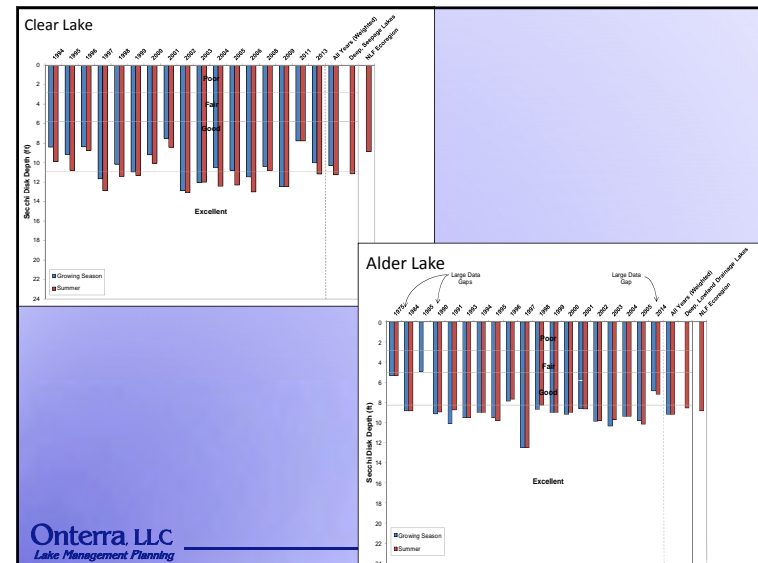 Clear Lake
1994 1995 1996 1997 1998 1999 2000 2001 2002 2003 2004 2005 2006 2008 2009 2011 2013 All Years (Weighted) Deep, Seepage Lakes NLF Ecoregion
0
2
4
6
8
10
12
14
16
18
20
22
24
Secchi Disk Depth (ft)
Poor
Fair
Good
Excellent
Growing Season
Summer
Alder Lake
Large Data
Gaps
Large Data
Gap
1975 1984 1985 1990 1991 1993 1994 1995 1996 1997 1998 1999 2000 2001 2002 2003 2004 2005 2014 All Years (Weighted) Deep, Lowland Drainage Lakes NLF Ecoregion
0
2
4
6
8
10
12
14
16
18
20
22
24
Secchi Disk Depth (ft)
Poor
Fair
Good
Excellent
Growing Season
Summer
Onterra, LLC
Lake Management Planning